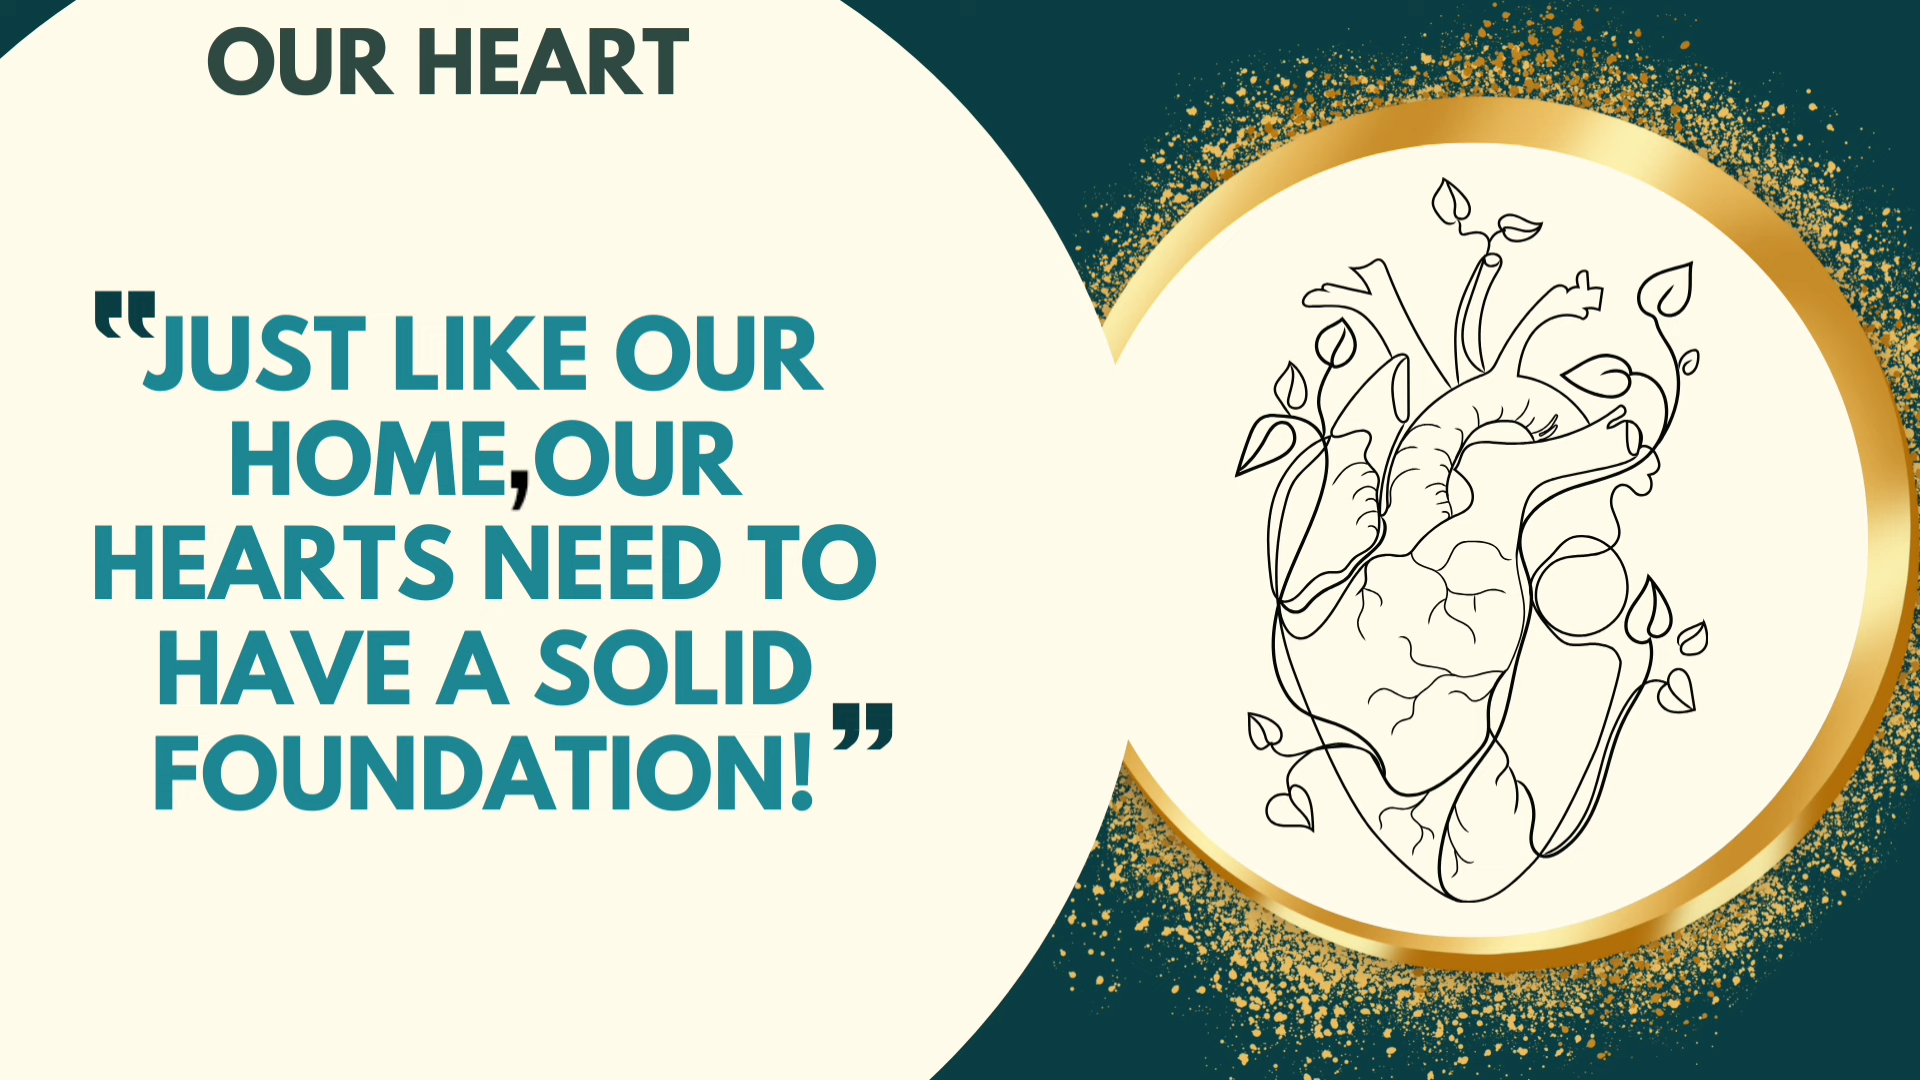 OUR HEART
"JUST LIKE OUR
HOME,OUR
HEARTS NEED TO
HAVE A SOLID
FOUNDATION!"